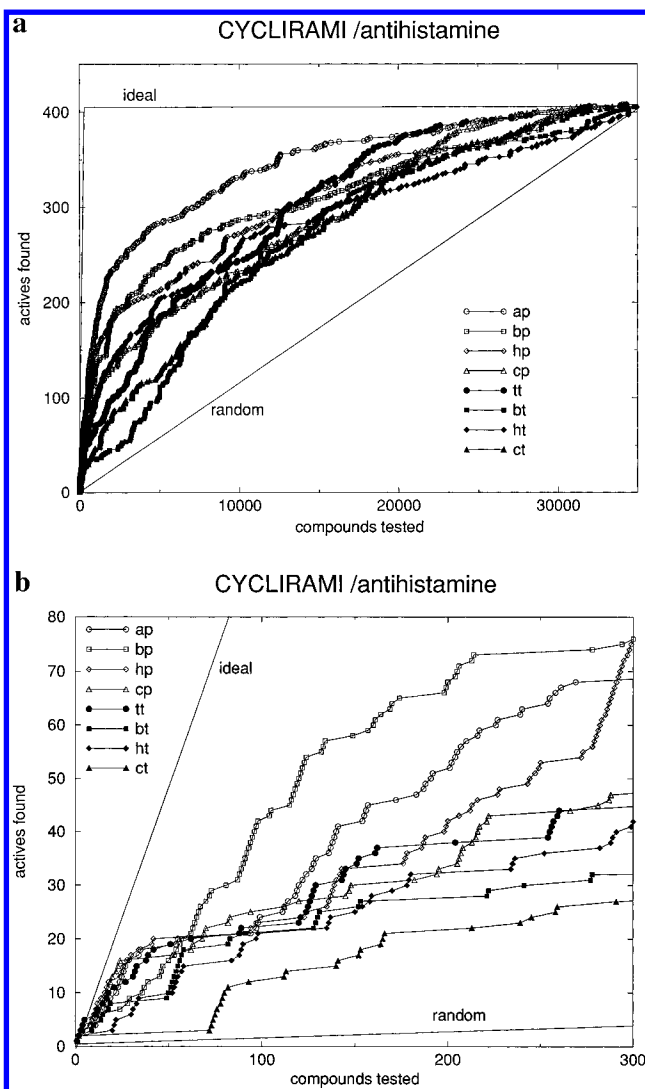 a
CYCLIRAMI /antihistamine
ideal
400
300
200
100
0
actives found
random
ap
bp
hp
cp
tt
bt
ht
ct
0 10000 20000 30000
compounds tested
b
CYCLIRAMI /antihistamine
80
70
60
50
40
30
20
10
0
actives found
ap
bp
hp
cp
tt
bt
ht
ct
ideal
random
0 100 200 300
compounds tested